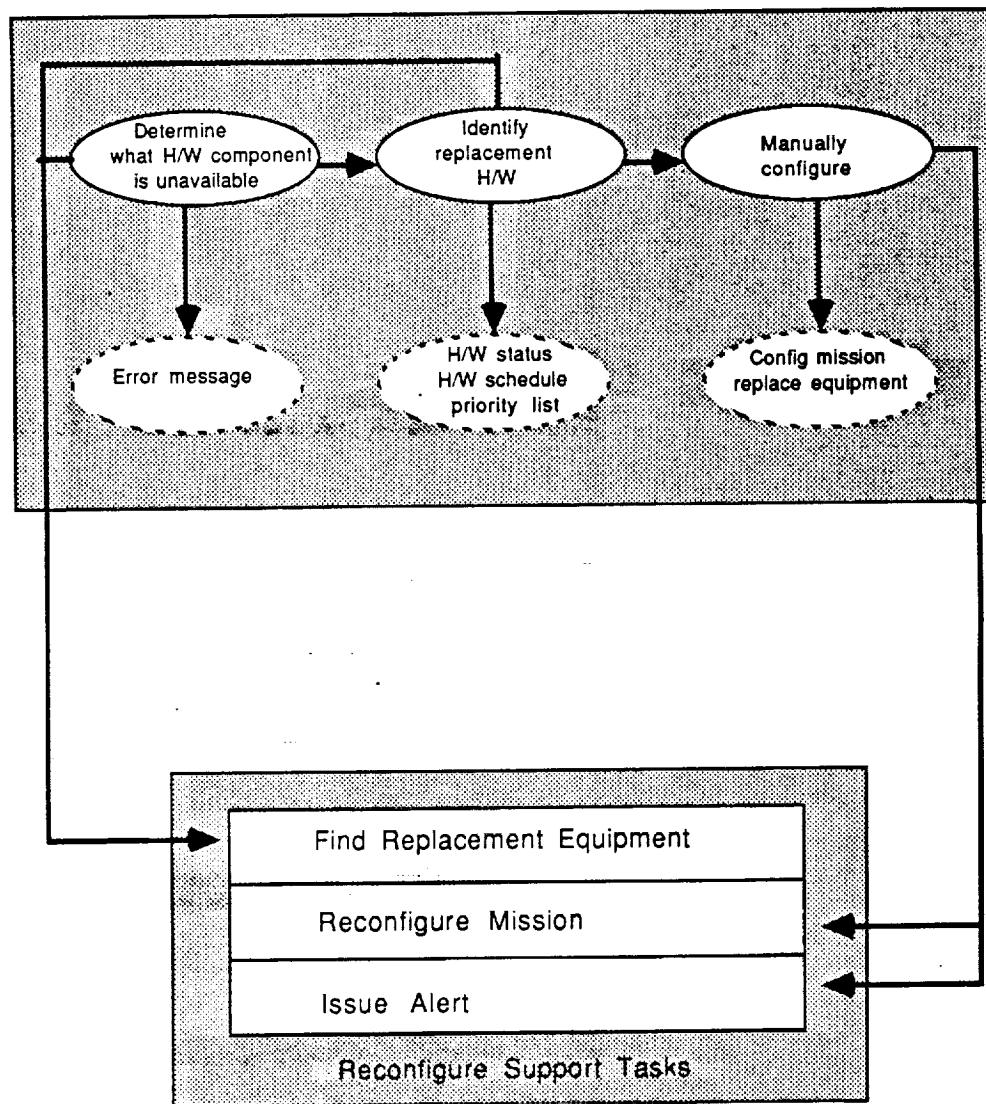 Determine
what H/W component
is unavailable
Identify
replacement
H/W
Manually
configure
Error message
H/W status
H/W schedule
priority list
Config mission
replace equipment
Find Replacement Equipment
Reconfigure Mission
Issue Alert
Reconfigure Support Tasks